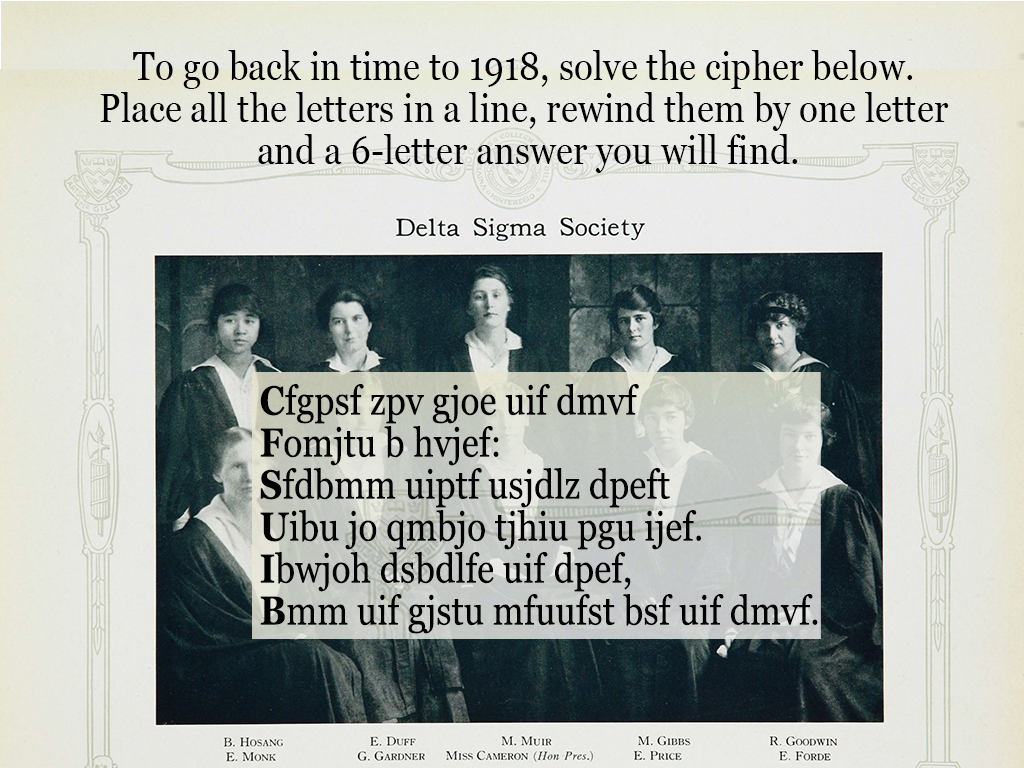 To go back in time to 1918, solve the cipher below.
Place all the letters in a line, rewind them by one letter
and a 6-letter answer you will find.
Delta Sigma Society
Cfgpsf zpv gjoe uif dmvf
Fomjtu b hvjef:
Sfdbmm uiptf usjdlz dpeft
Uibu jo qmbjo tjhiu pgu ijef.
Ibwjoh dsbdlfe uif dpef,
Bmm uif gjstu mfuufst bsf uif dmvf.
B. Hosang E. Duff M. Muir M. Gibbs R. Goodwin
E. Monk G. Gardner Miss Cameron (Hon Pres.) E. Price E. Forde